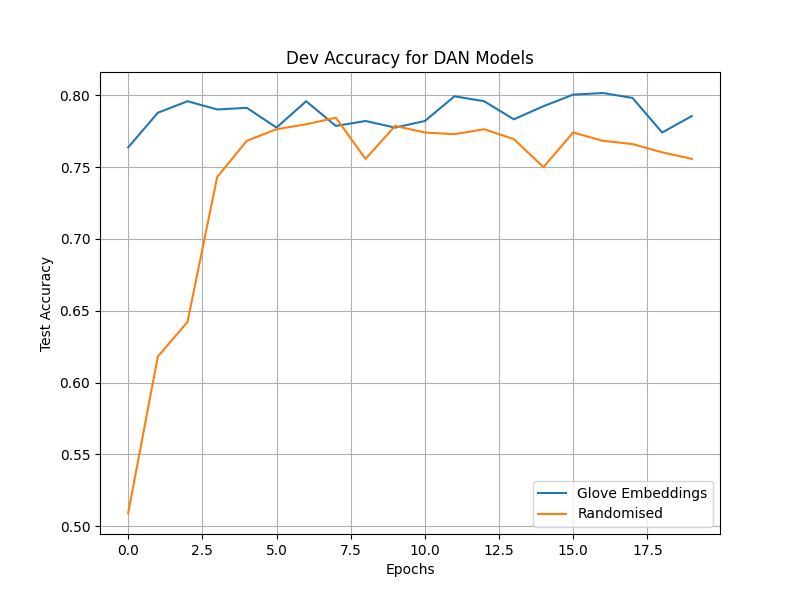 Dev Accuracy for DAN Models
Test Accuracy
0.80
0.75
0.70
0.65
0.60
0.55
0.50
Glove Embeddings
Randomised
0.0 2.5 5.0 7.5 10.0 12.5 15.0 17.5
Epochs